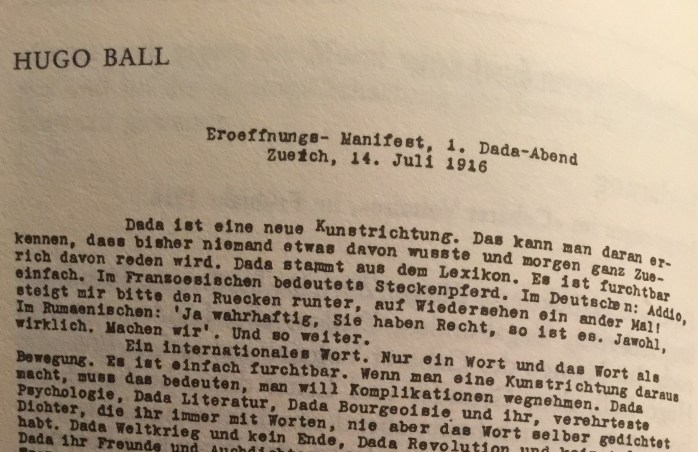 HUGO BALL
Eroeffnungs- Manifest, 1. Dada-Abend
Zuerich, 14. Juli 1916
Dada ist eine neue Kunstrichtung. Das kann man daran er-
kennen, dass bisher niemand etwas davon wusste und morgen ganz Zue-
rich davon reden wird. Dada stammt aus dem Lexikon. Es ist furchtbar
einfach. Im Fransoesischen bedeutets Steckenpferd. Im Deutschen: Addio,
steigt mir bitte den Ruecken runter, auf Wiedersehen ein ander Mal!
Im Rumaenischen: 'Ja wahrhaftig, Sie haben Recht, so ist es. Jawohl,
wirklich. Machen wir'. Und so weiter.
Ein internationales Wort. Nur ein Wort und das Wort als
Bewegung. Es ist einfach furchtbar. Wenn man eine Kunstrichtung daraus
macht, muss das bedeuten, man will Komplikationen wegnehmen. Dada
Psychologie, Dada Literatur, Dada Bourgeoisie und ihr, verehrteste
Dichter, die ihr immer mit Worten, nie aber das Wort selber gedichtet
habt. Dada Weltkrieg und kein Ende, Dada Revolution und kein
Dada ihr Freunde und